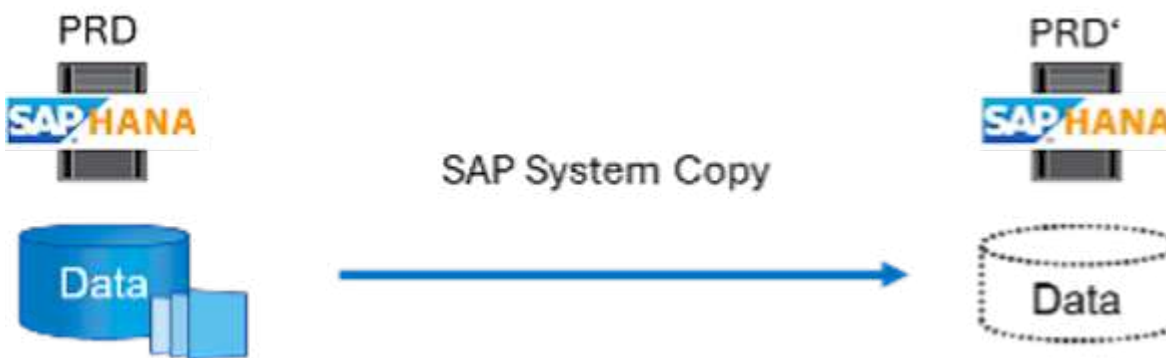 PRD
SAP HANA
Data
SAP System Copy
PRD‘
SAP HANA
Data